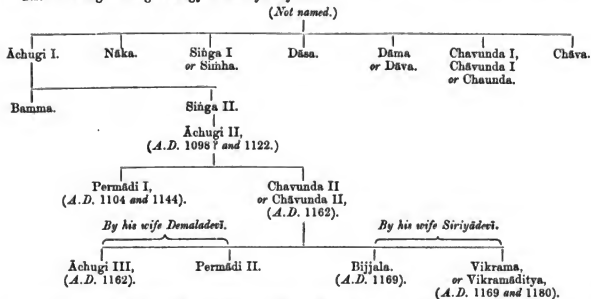 (Not named.)
Āchugi I. Nāka. Siṅga I Dāsa. Dāma Chavunda I, Chāva.
or Siṁha. or Dāva. Chāvunda I
or Chaunda.
Bamma. Siṅga II.
Āchugi II,
(A.D. 1098 ? and 1122.)
Permādi I, Chavunda II
(A.D. 1104 and 1144). or Chāvunda II,
(A.D. 1162).
By his wife Demaladevī. By his wife Siriyādevī.
Āchugi III, Permādi II. Bijjala. Vikrama,
(A.D. 1162). (A.D. 1169). or Vikramāditya,
(A.D. 1169 and 1180).